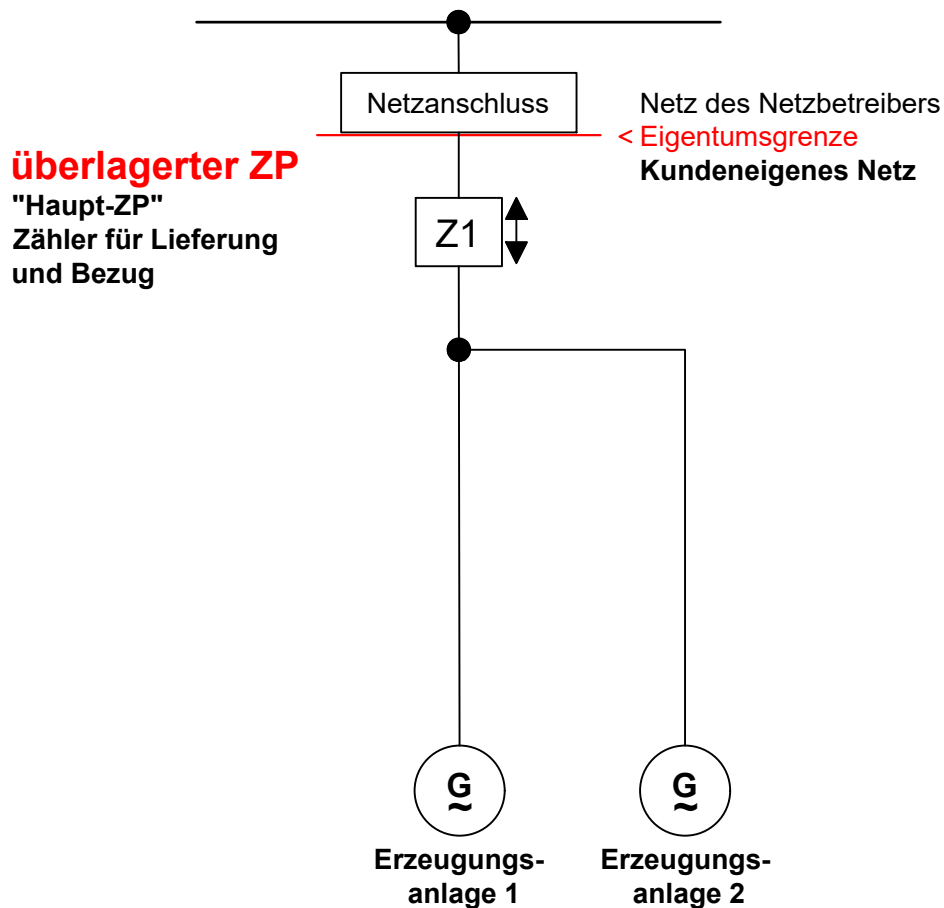 Netzanschluss
Netz des Netzbetreibers
< Eigentumsgrenze
Kundeneigenes Netz
überlagerter ZP
"Haupt-ZP"
Zähler für Lieferung
und Bezug
Z1
G
~
G
~
Erzeugungs-
anlage 1
Erzeugungs-
anlage 2